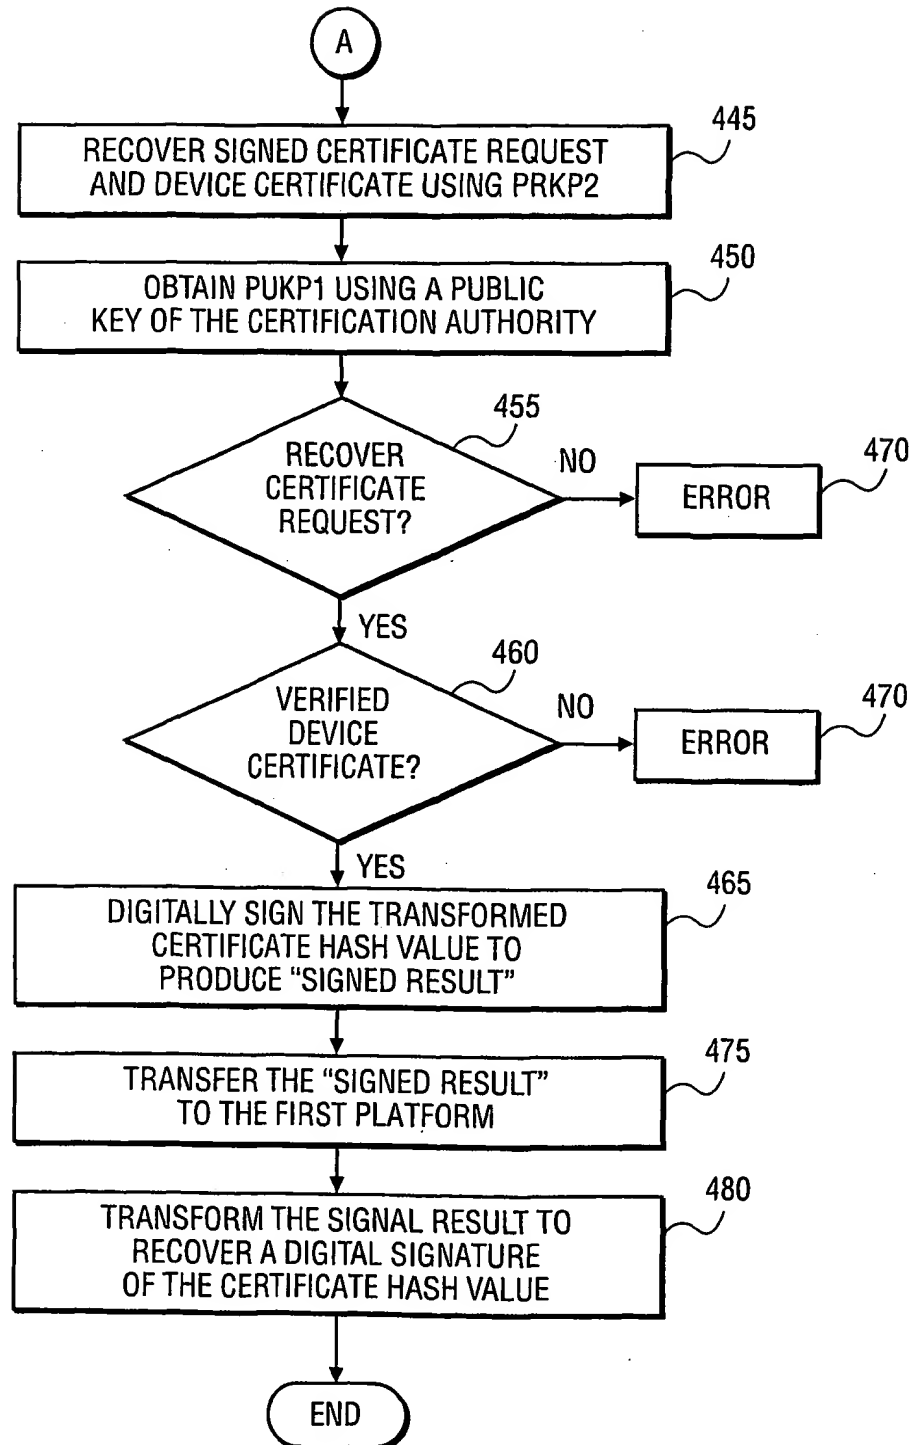 A
445
RECOVER SIGNED CERTIFICATE REQUEST
AND DEVICE CERTIFICATE USING PRKP2
450
OBTAIN PUKP1 USING A PUBLIC
KEY OF THE CERTIFICATION AUTHORITY
455
RECOVER
CERTIFICATE
REQUEST?
NO
470
ERROR
YES
460
VERIFIED
DEVICE
CERTIFICATE?
NO
470
ERROR
YES
465
DIGITALLY SIGN THE TRANSFORMED
CERTIFICATE HASH VALUE TO
PRODUCE “SIGNED RESULT”
475
TRANSFER THE “SIGNED RESULT”
TO THE FIRST PLATFORM
480
TRANSFORM THE SIGNAL RESULT TO
RECOVER A DIGITAL SIGNATURE
OF THE CERTIFICATE HASH VALUE
END